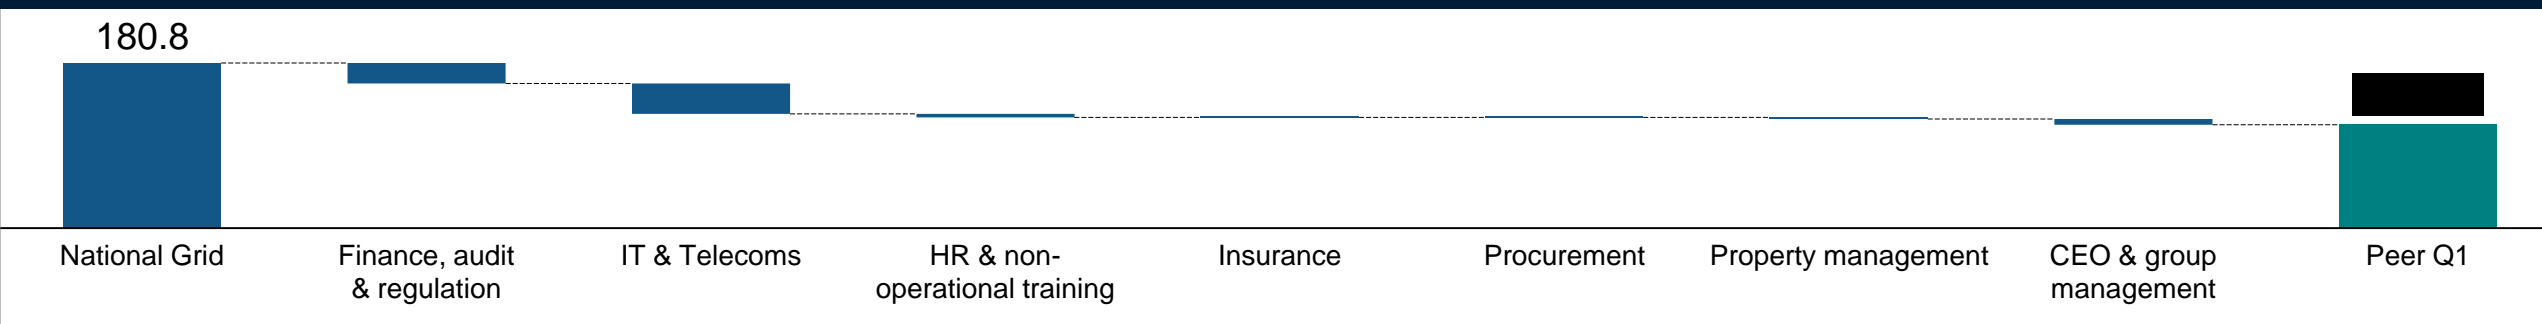 180.8
National Grid
Finance, audit
& regulation
IT & Telecoms
HR & non-
operational training
Insurance
Procurement
Property management
CEO & group
management
Peer Q1